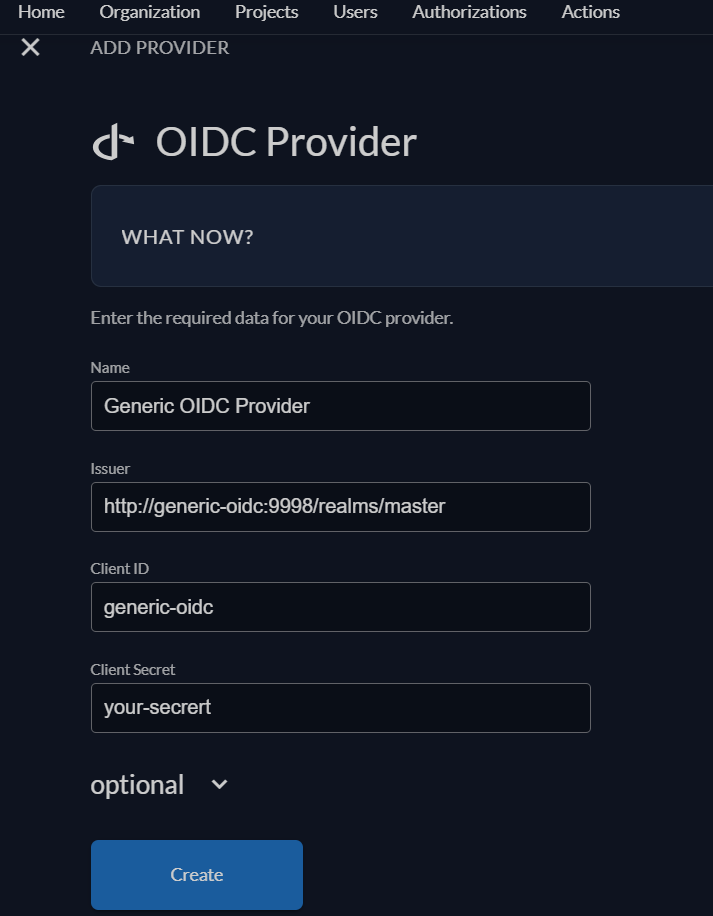 Home Organization Projects Users Authorizations Actions
ADD PROVIDER
OIDC Provider
WHAT NOW?
Enter the required data for your OIDC provider.
Name
Generic OIDC Provider
Issuer
http://generic-oidc:9998/realms/master
Client ID
generic-oidc
Client Secret
your-secrert
optional
Create